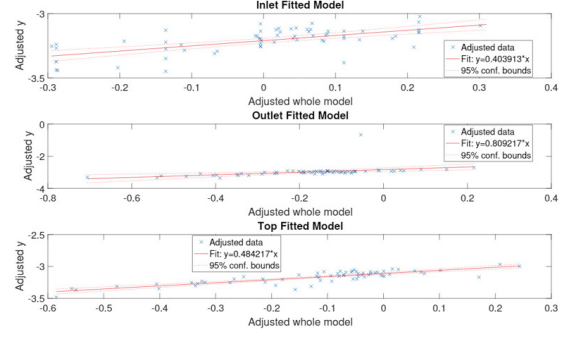 Inlet Fitted Model
Adjusted y
-3
-3.5
-0.3
-0.2
-0.1
0
0.1
0.2
0.3
0.4
Adjusted whole model
Adjusted data
Fit: y=0.403913*x
95% conf. bounds
Outlet Fitted Model
Adjusted y
0
-2
-4
-0.8
-0.6
-0.4
-0.2
0
0.2
0.4
Adjusted whole model
Adjusted data
Fit: y=0.809217*x
95% conf. bounds
Top Fitted Model
Adjusted y
-2.5
-3
-3.5
-0.6
-0.5
-0.4
-0.3
-0.2
-0.1
0
0.1
0.2
0.3
Adjusted whole model
Adjusted data
Fit: y=0.484217*x
95% conf. bounds